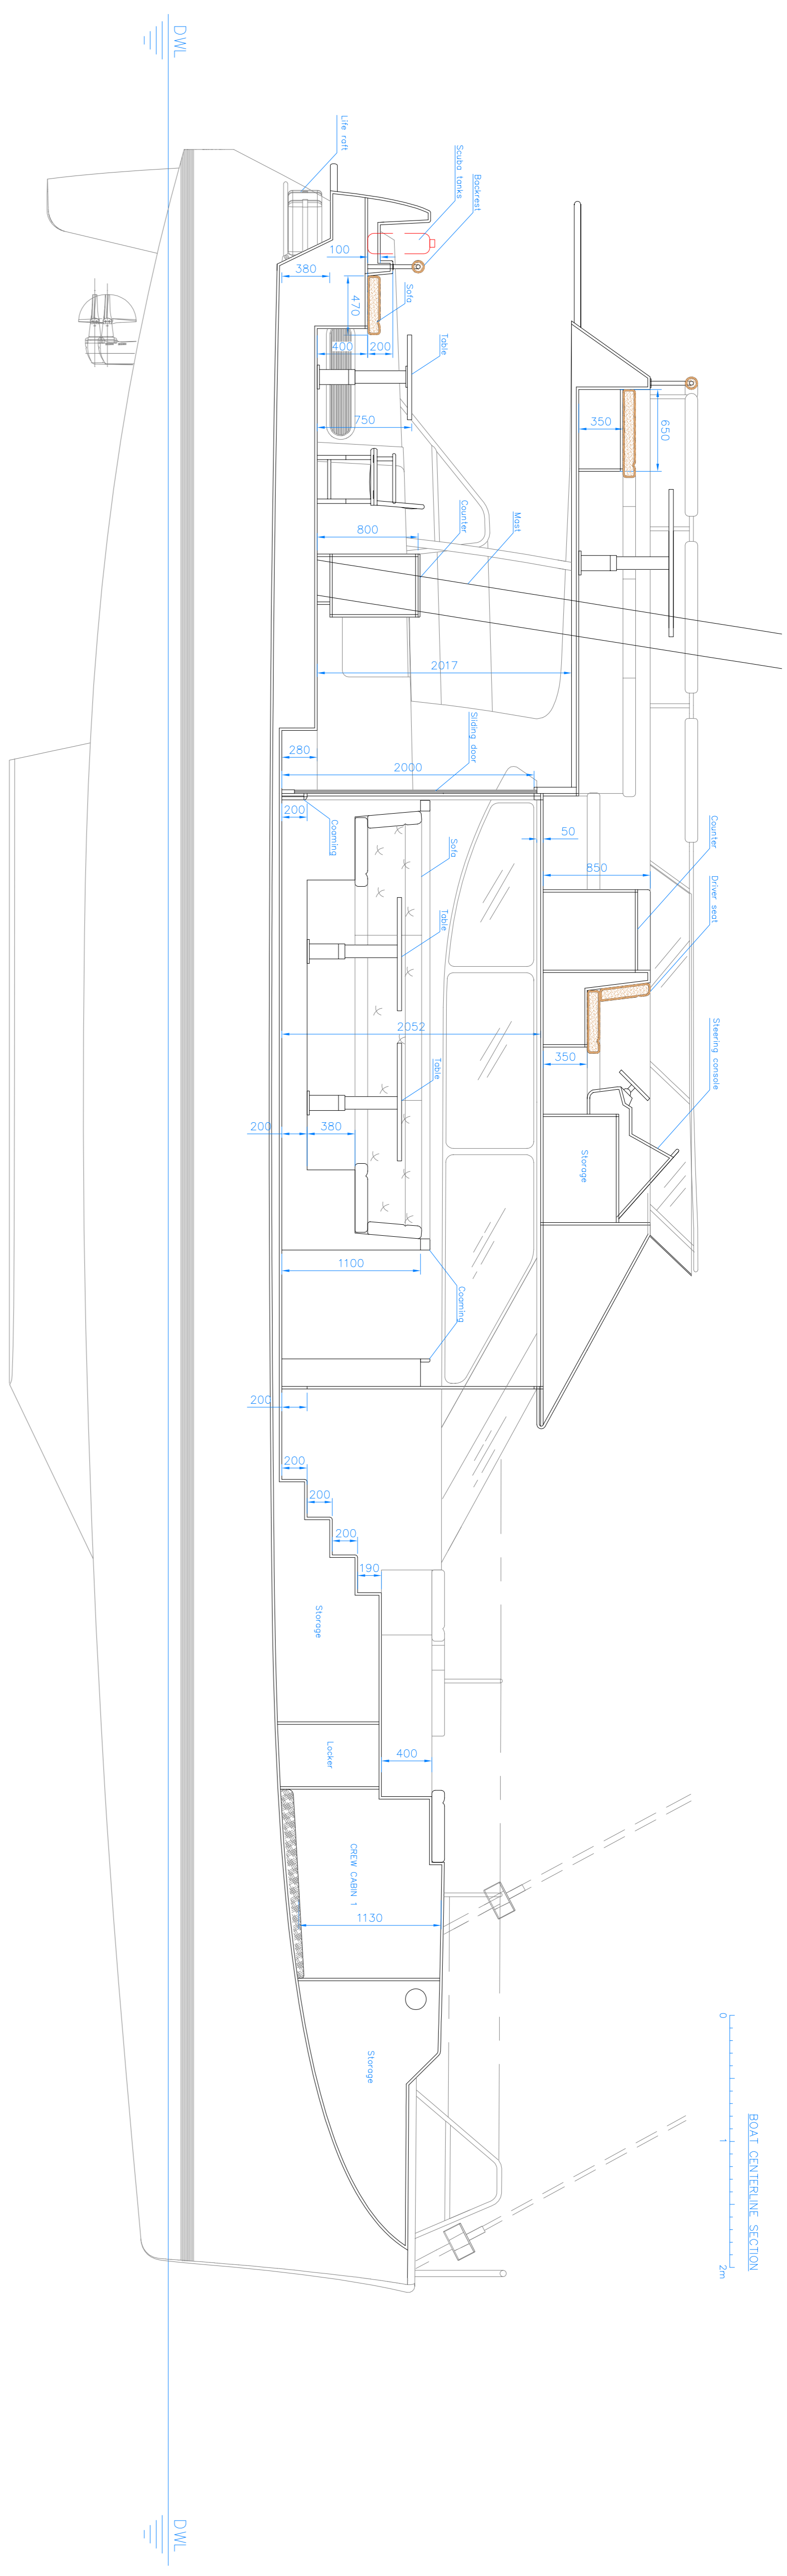 DWL
Life raft
Scuba tanks
Backrest
100
380
470
Sofa
400
200
Table
750
650
350
800
Counter
Mast
2017
Sliding door
280
2000
200
Coaming
50
850
Counter
Driver seat
Sofa
Table
2052
350
Steering console
Table
200
380
Storage
1100
Coaming
200
200
200
200
190
Storage
Locker
400
CREW CABIN 1
1130
Storage
0
1
2m
BOAT CENTERLINE SECTION
DWL